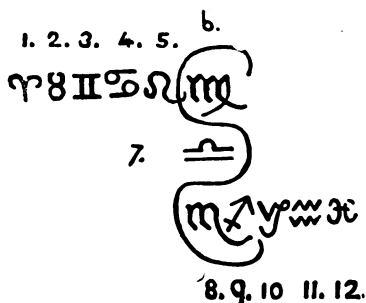 6.
1. 2. 3. 4. 5.
♈ ♉ ♊ ♋ ♌ ♍
7. ♎
♏ ♐ ♑ ♒ ♓
8. 9. 10 11. 12.